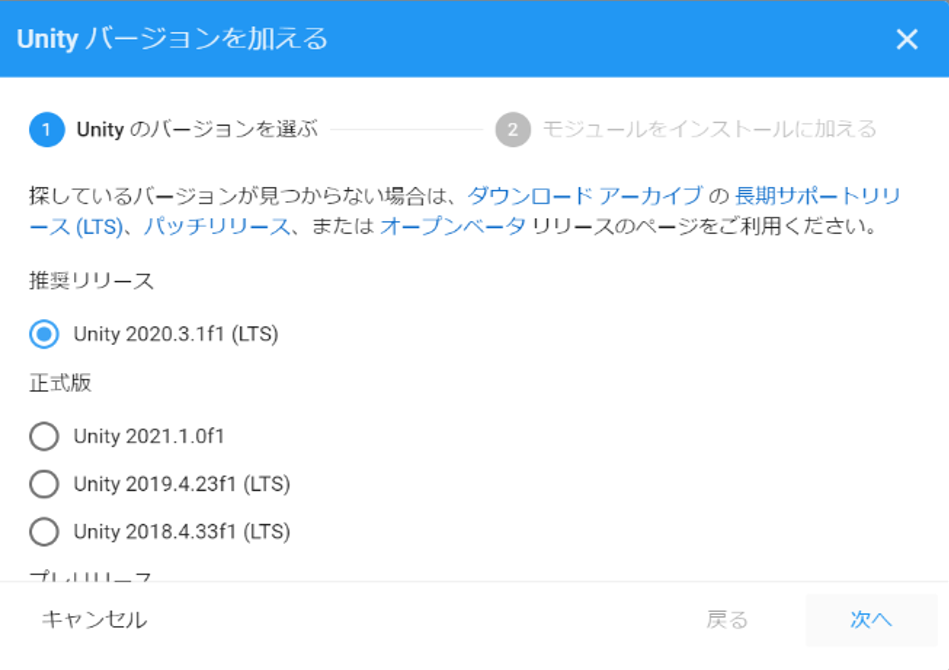 Unity バージョンを加える
1 Unity のバージョンを選ぶ 2 モジュールをインストールに加える
探しているバージョンが見つからない場合は、ダウンロード アーカイブ の 長期サポートリリ
ース (LTS)、パッチリリース、または オープンベータ リリースのページをご利用ください。
推奨リリース
Unity 2020.3.1f1 (LTS)
正式版
Unity 2021.1.0f1
Unity 2019.4.23f1 (LTS)
Unity 2018.4.33f1 (LTS)
プレリリース
キャンセル 戻る 次へ